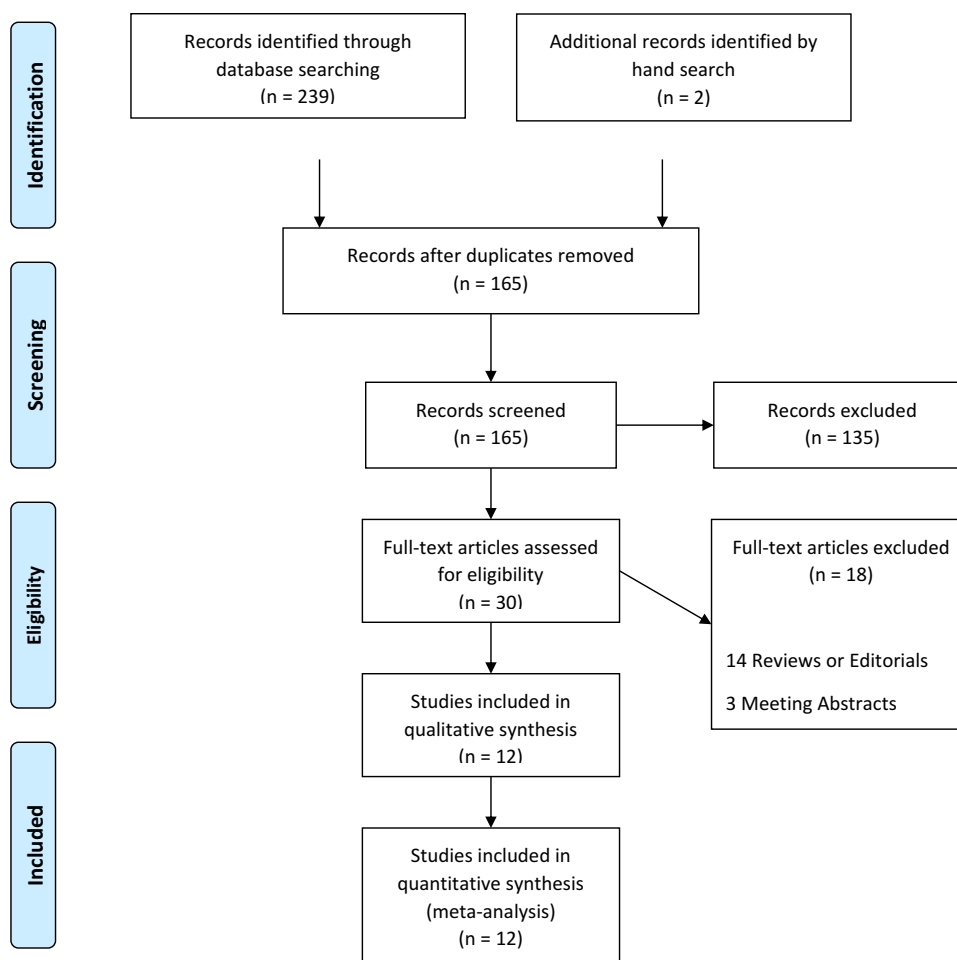 Identification
Records identified through
database searching
(n = 239)
Additional records identified by
hand search
(n = 2)
Records after duplicates removed
(n = 165)
Screening
Records screened
(n = 165)
Records excluded
(n = 135)
Eligibility
Full-text articles assessed
for eligibility
(n = 30)
Full-text articles excluded
(n = 18)
14 Reviews or Editorials
3 Meeting Abstracts
Studies included in
qualitative synthesis
(n = 12)
Included
Studies included in
quantitative synthesis
(meta-analysis)
(n = 12)